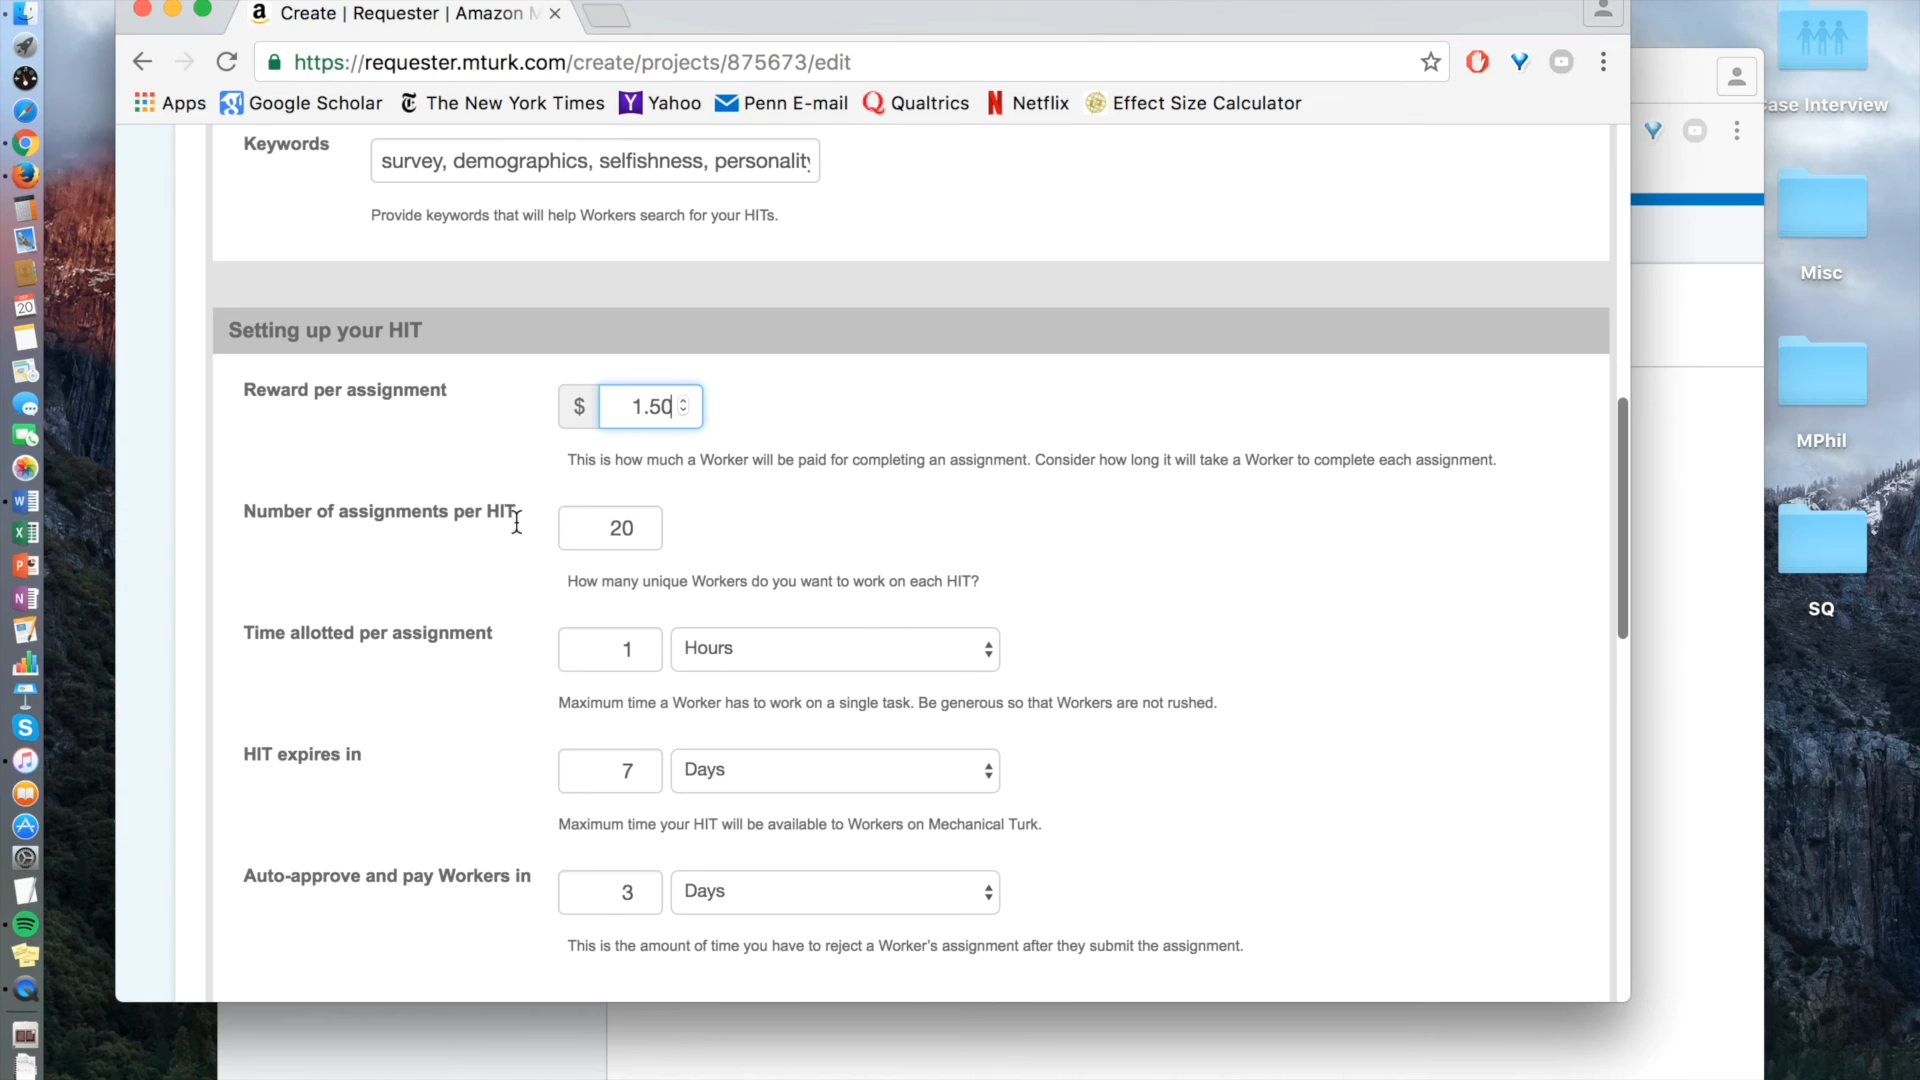 Create | Requester | Amazon M
https://requester.mturk.com/create/projects/875673/edit
Apps Google Scholar The New York Times Yahoo Penn E-mail Qualtrics Netflix Effect Size Calculator
ase Interview
Keywords
survey, demographics, selfishness, personality
Provide keywords that will help Workers search for your HITs.
Misc
Setting up your HIT
Reward per assignment
$ 1.50
This is how much a Worker will be paid for completing an assignment. Consider how long it will take a Worker to complete each assignment.
MPhil
Number of assignments per HIT
20
How many unique Workers do you want to work on each HIT?
SQ
Time allotted per assignment
1 Hours
Maximum time a Worker has to work on a single task. Be generous so that Workers are not rushed.
HIT expires in
7 Days
Maximum time your HIT will be available to Workers on Mechanical Turk.
Auto-approve and pay Workers in
3 Days
This is the amount of time you have to reject a Worker's assignment after they submit the assignment.